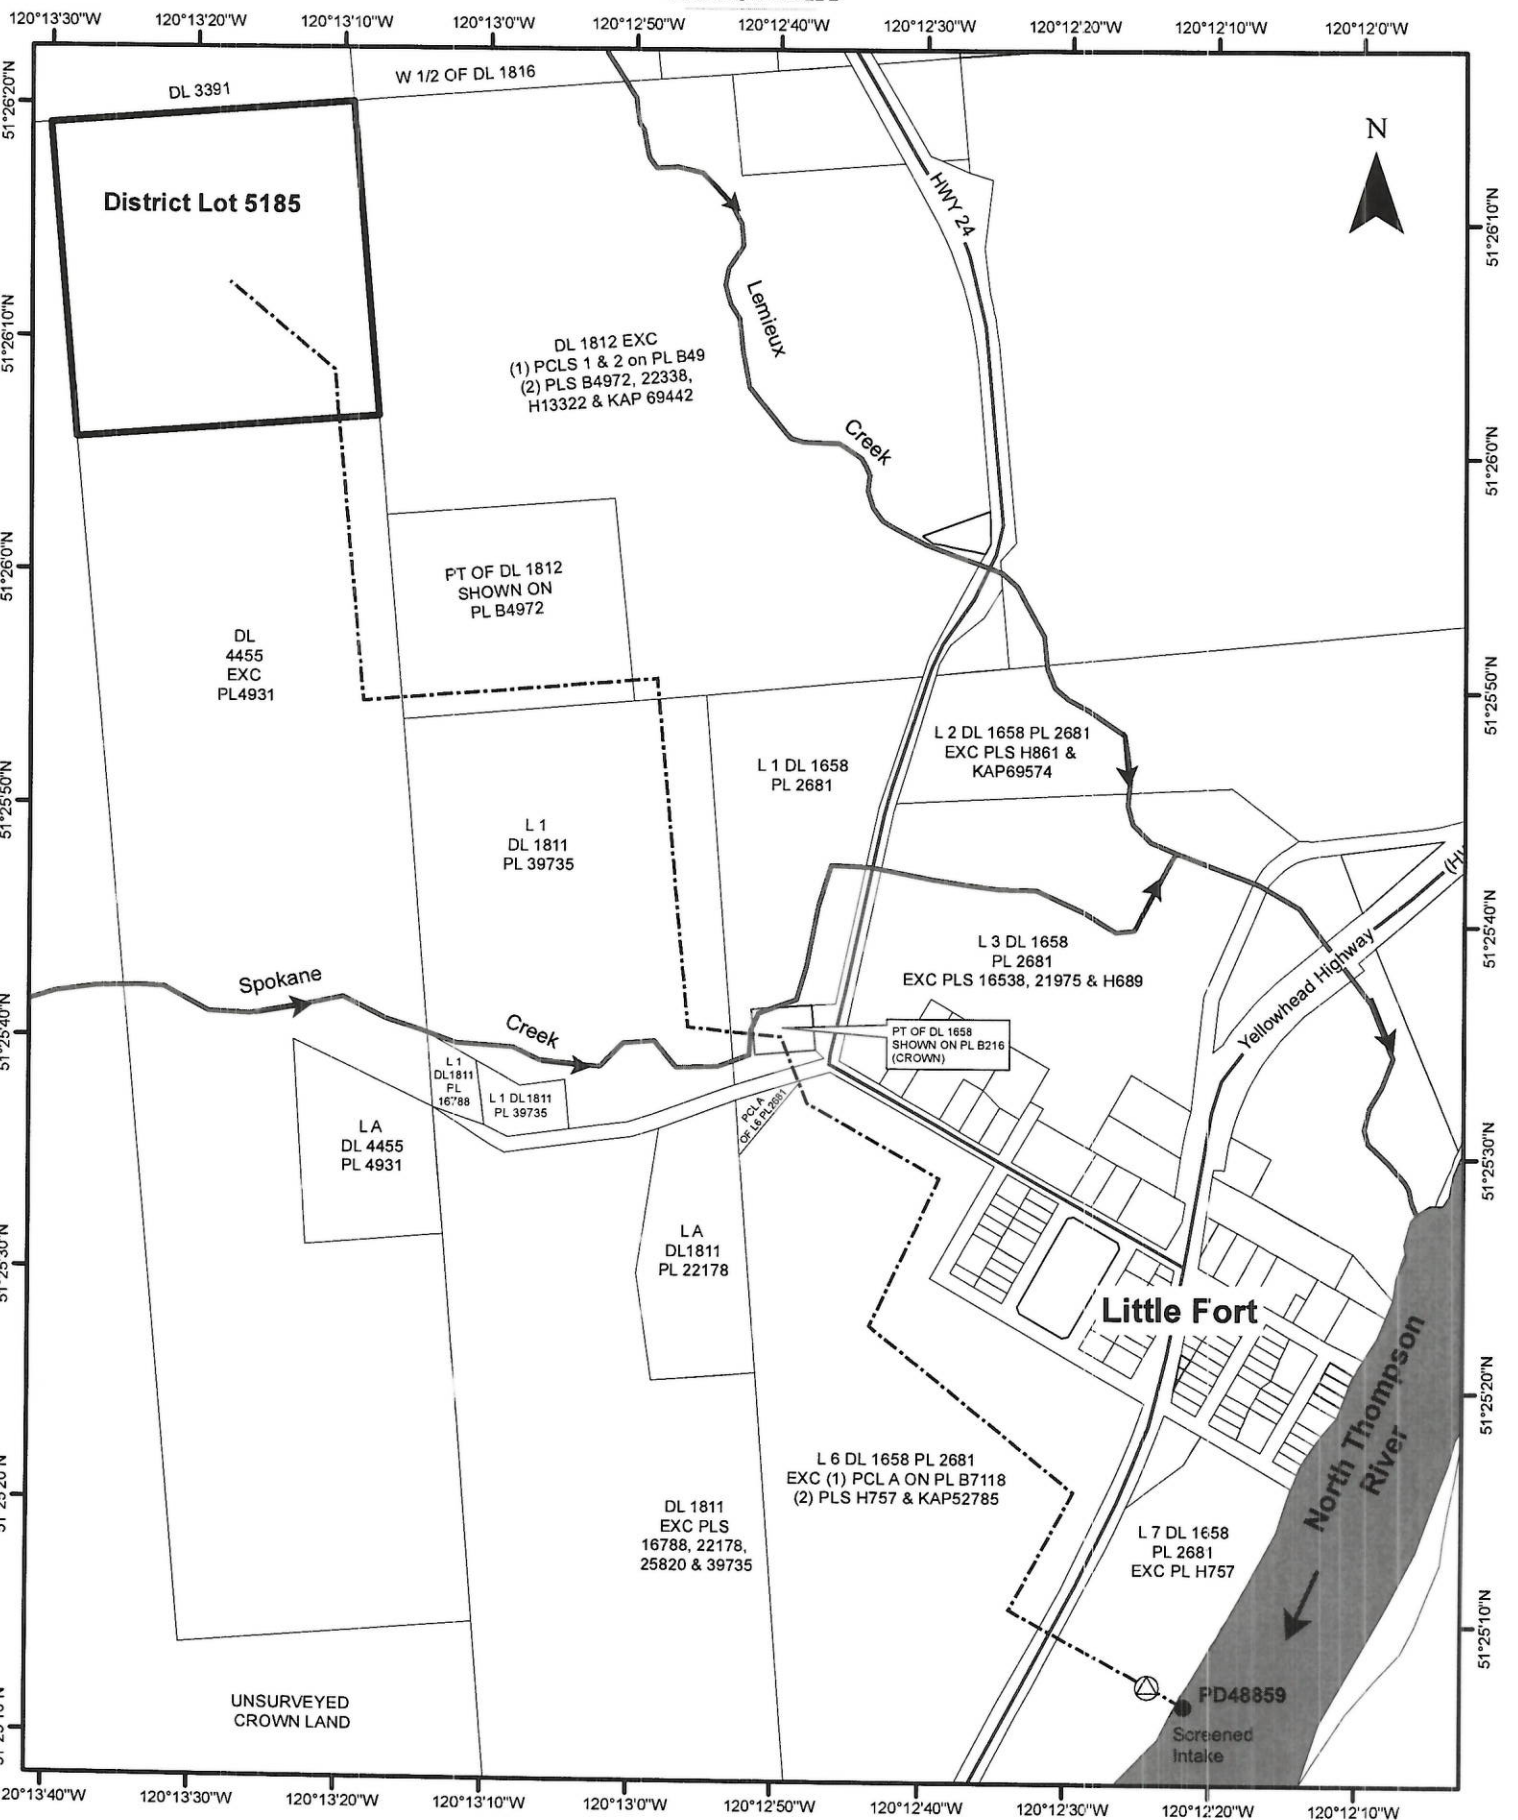 120°13'30"W 120°13'20"W 120°13'10"W 120°13'0"W 120°12'50"W 120°12'40"W 120°12'30"W 120°12'20"W 120°12'10"W 120°12'0"W
51°26'20"N
51°26'10"N
51°26'0"N
51°25'50"N
51°25'40"N
51°25'30"N
DL 3391
W 1/2 OF DL 1816
N
District Lot 5185
HWY 24
Lemieux
Creek
DL 1812 EXC
(1) PCLS 1 & 2 on PL B49
(2) PLS B4972, 22338,
H13322 & KAP 69442
PT OF DL 1812
SHOWN ON
PL B4972
DL
4455
EXC
PL4931
L 2 DL 1658 PL 2681
EXC PLS H861 &
KAP69574
L 1 DL 1658
PL 2681
L 1
DL 1811
PL 39735
L 3 DL 1658
PL 2681
EXC PLS 16538, 21975 & H689
Yellowhead Highway
Spokane
Creek
PT OF DL 1658
SHOWN ON PL B216
(CROWN)
L 1
DL1811
PL
16788
L 1 DL1811
PL 39735
PCL A
OF L6 PL2681
L A
DL 4455
PL 4931
L A
DL1811
PL 22178
Little Fort
North Thompson
River
L 6 DL 1658 PL 2681
EXC (1) PCL A ON PL B7118
(2) PLS H757 & KAP52785
DL 1811
EXC PLS
16788, 22178,
25820 & 39735
L 7 DL 1658
PL 2681
EXC PL H757
UNSURVEYED
CROWN LAND
PD48859
Screened
Intake
51°26'10"N
51°26'0"N
51°25'50"N
51°25'40"N
51°25'30"N
51°25'20"N
51°25'10"N
20°13'40"W 120°13'30"W 120°13'20"W 120°13'10"W 120°13'0"W 120°12'50"W 120°12'40"W 120°12'30"W 120°12'20"W 120°12'10"W